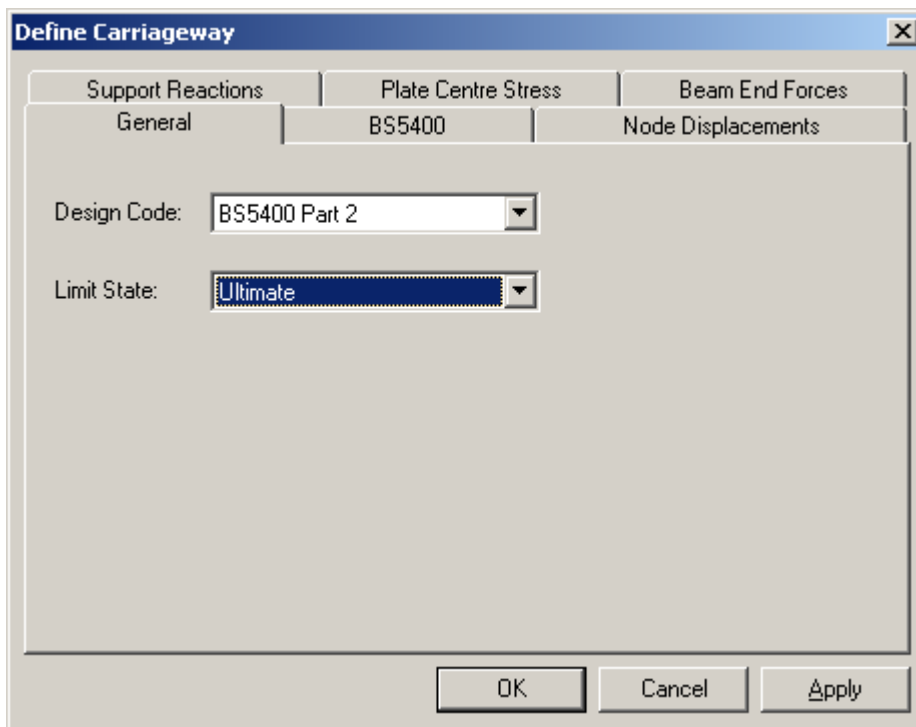 Define Carriageway
Support Reactions Plate Centre Stress Beam End Forces
General BS5400 Node Displacements
Design Code: BS5400 Part 2
Limit State: Ultimate
OK Cancel Apply